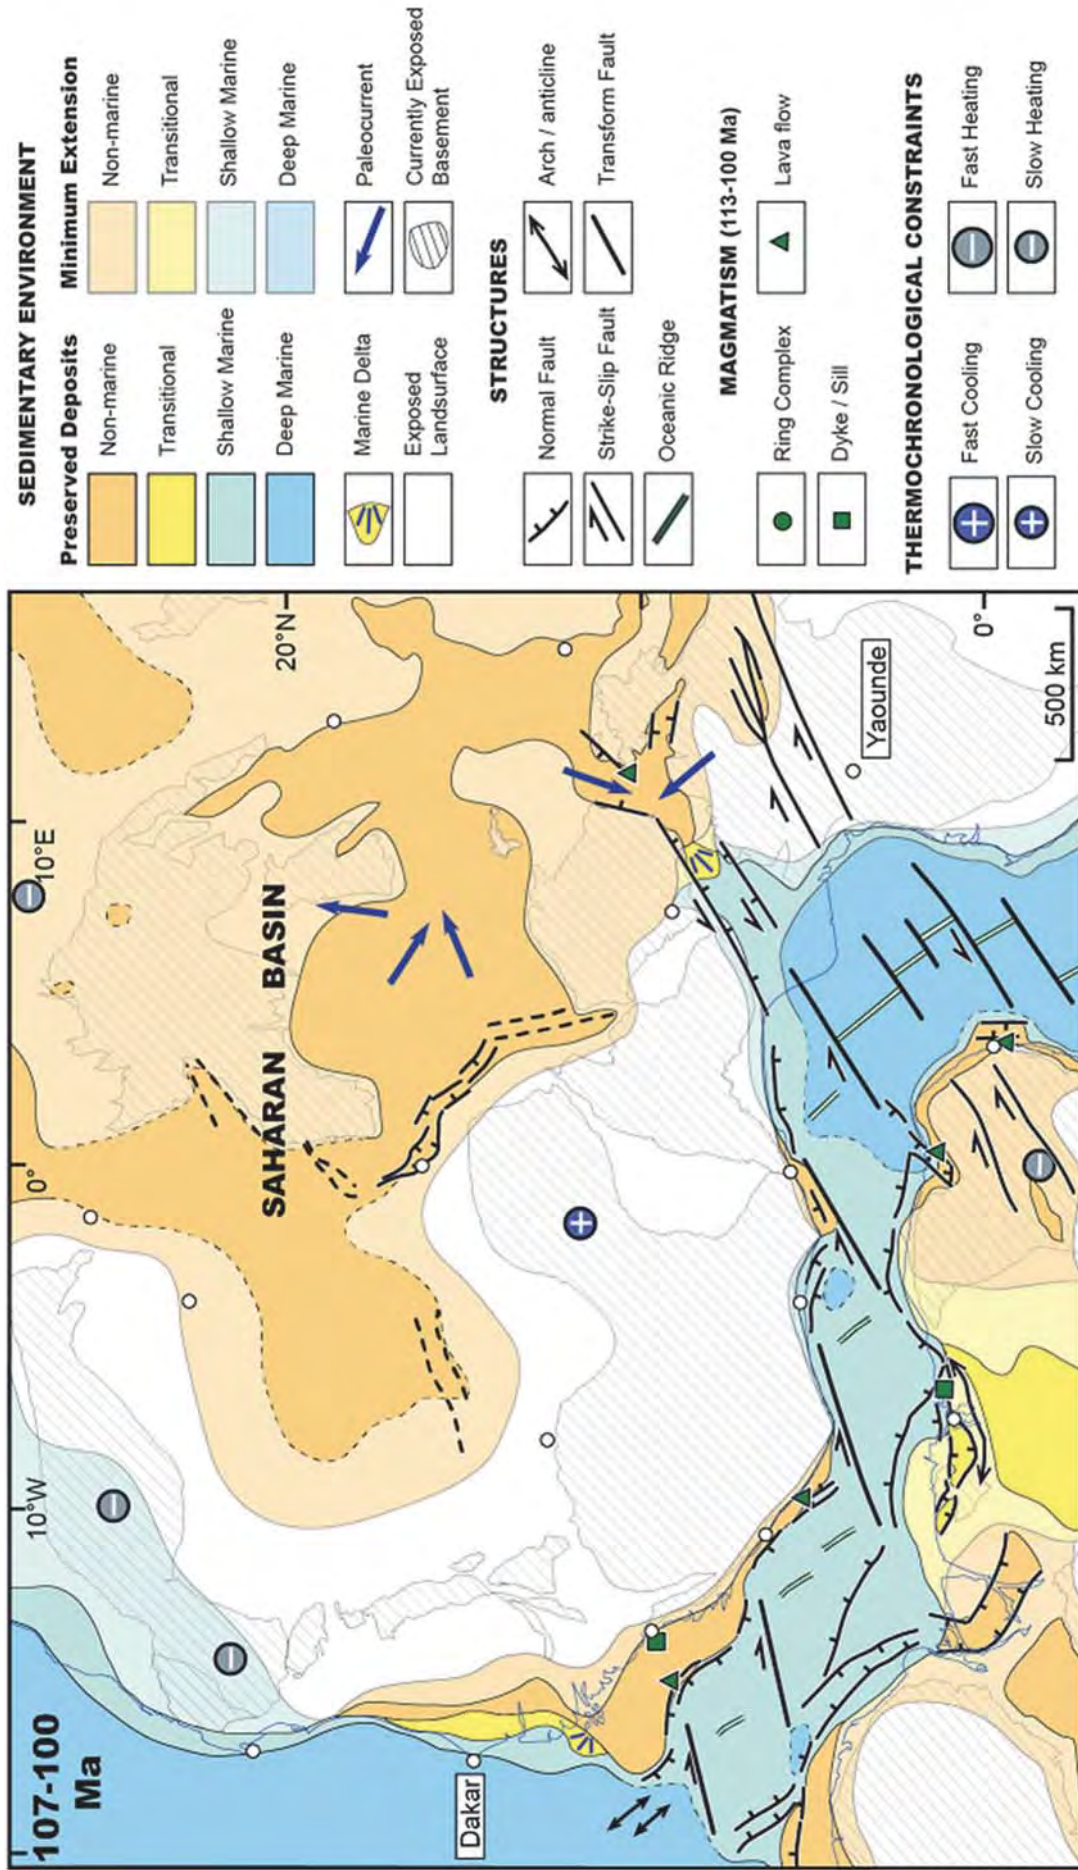 107-100
Ma
10°W
0°
10°E
20°N
0°
SAHARAN BASIN
Dakar
Yaounde
500 km
SEDIMENTARY ENVIRONMENT
Preserved Deposits
Minimum Extension
Non-marine
Non-marine
Transitional
Transitional
Shallow Marine
Shallow Marine
Deep Marine
Deep Marine
Marine Delta
Paleocurrent
Exposed
Landsurface
Currently Exposed
Basement
STRUCTURES
Normal Fault
Arch / anticline
Strike-Slip Fault
Transform Fault
Oceanic Ridge
MAGMATISM (113-100 Ma)
Ring Complex
Lava flow
Dyke / Sill
THERMOCHRONOLOGICAL CONSTRAINTS
Fast Cooling
Fast Heating
Slow Cooling
Slow Heating